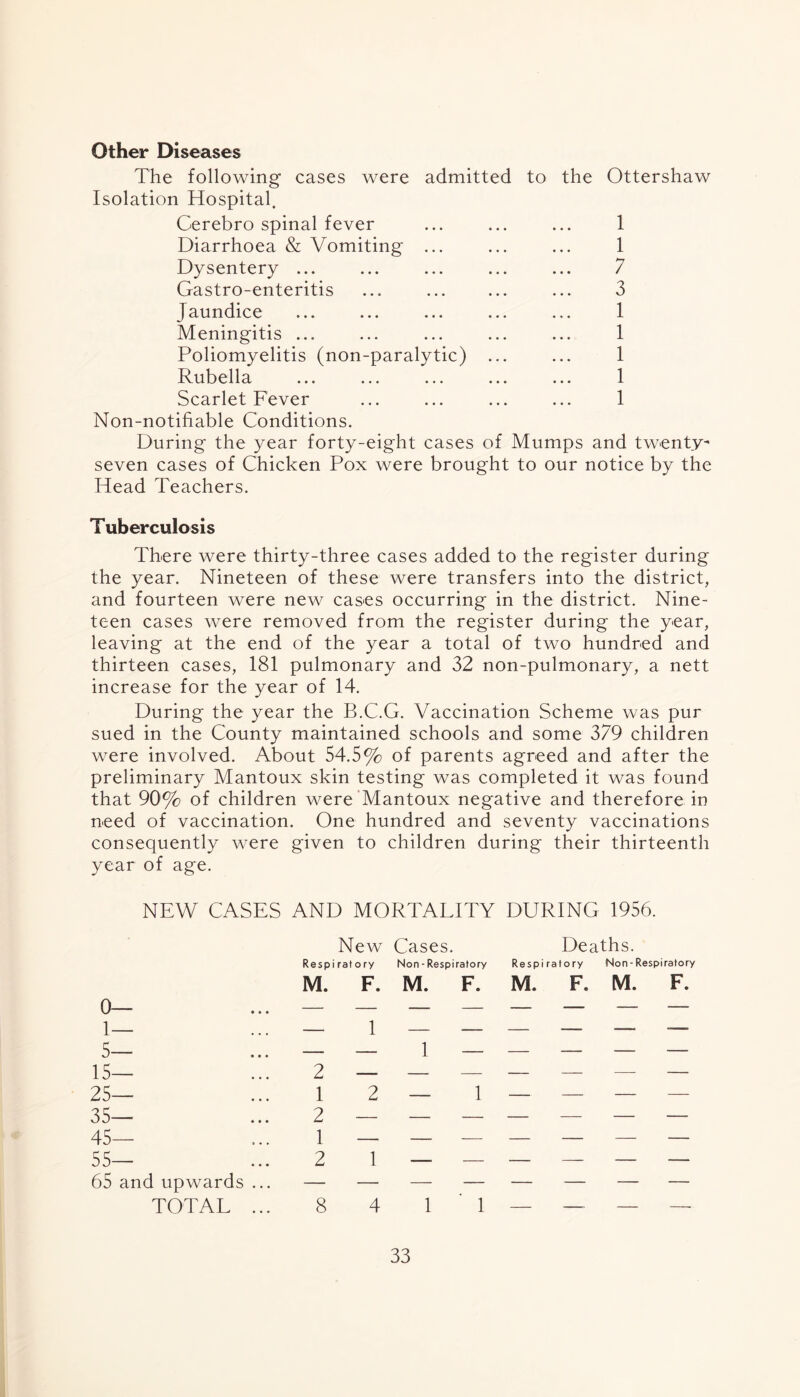 Other Diseases
The following cases were admitted to the Ottershaw
Isolation Hospital.
Cerebro spinal fever ... ... ... 1
Diarrhoea & Vomiting ... ... ... 1
Dysentery ... ... ... ... ... 7
Gastro-enteritis ... ... ... ... 3
Jaundice ... ... ... ... ... 1
Meningitis ... ... ... ... ... 1
Poliomyelitis (non-paralytic) ... ... 1
Rubella ... ... ... ... ... 1
Scarlet Fever ... ... ... ... 1
Non-notifiable Conditions.
During the year forty-eight cases of Mumps and twenty-
seven cases of Chicken Pox were brought to our notice by the
Head Teachers.
Tuberculosis
There were thirty-three cases added to the register during
the year. Nineteen of these were transfers into the district,
and fourteen were new cases occurring in the district. Nine-
teen cases were removed from the register during the year,
leaving at the end of the year a total of two hundred and
thirteen cases, 181 pulmonary and 32 non-pulmonary, a nett
increase for the year of 14.
During the year the B.C.G. Vaccination Scheme was pur
sued in the County maintained schools and some 379 children
were involved. About 54.5% of parents agreed and after the
preliminary Mantoux skin testing was completed it was found
that 90% of children were Mantoux negative and therefore in
need of vaccination. One hundred and seventy vaccinations
consequently were given to children during their thirteenth
year of age.
NEW CASES AND MORTALITY DURING 1956.
New Cases. Deaths.
Respiratory Non-Respiratory Respiratory Non-Respiratory
M. F. M. F. M. F. M. F.
0— ... — — — — — — — —
1— ... — 1 — — — — — —
5— ... — — 1 — — — — —
15— ... 2 — — — — — — —
25— ... 1 2 — 1 — — — —
35— ... 2 — — — — — — —
45— ... 1 — — — — — — —
55— ... 2 1 — — — — — —
65 and upwards ... — — — — — — — —
TOTAL ... 8 4 1 1 — — — —
33